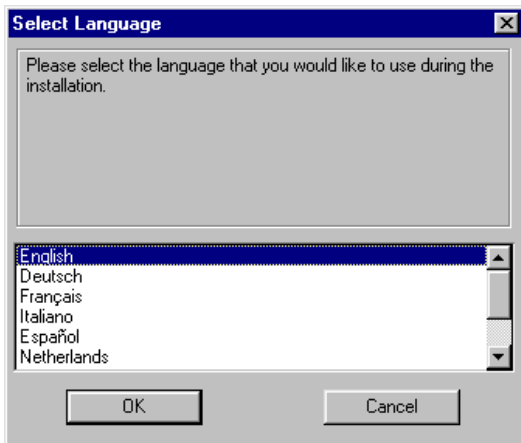 Select Language
Please select the language that you would like to use during the
installation.
English
Deutsch
Français
Italiano
Español
Netherlands
OK
Cancel